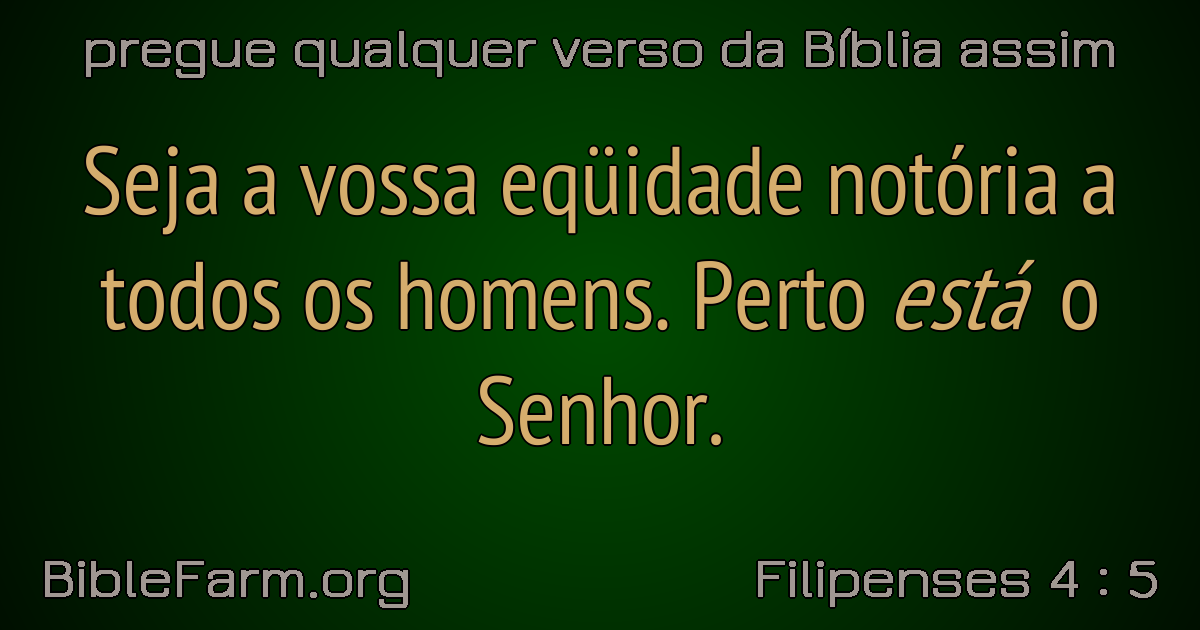 pregue qualquer verso da Bíblia assim
Seja a vossa eqüidade notória a
todos os homens. Perto está o
Senhor.
BibleFarm.org
Filipenses 4 : 5